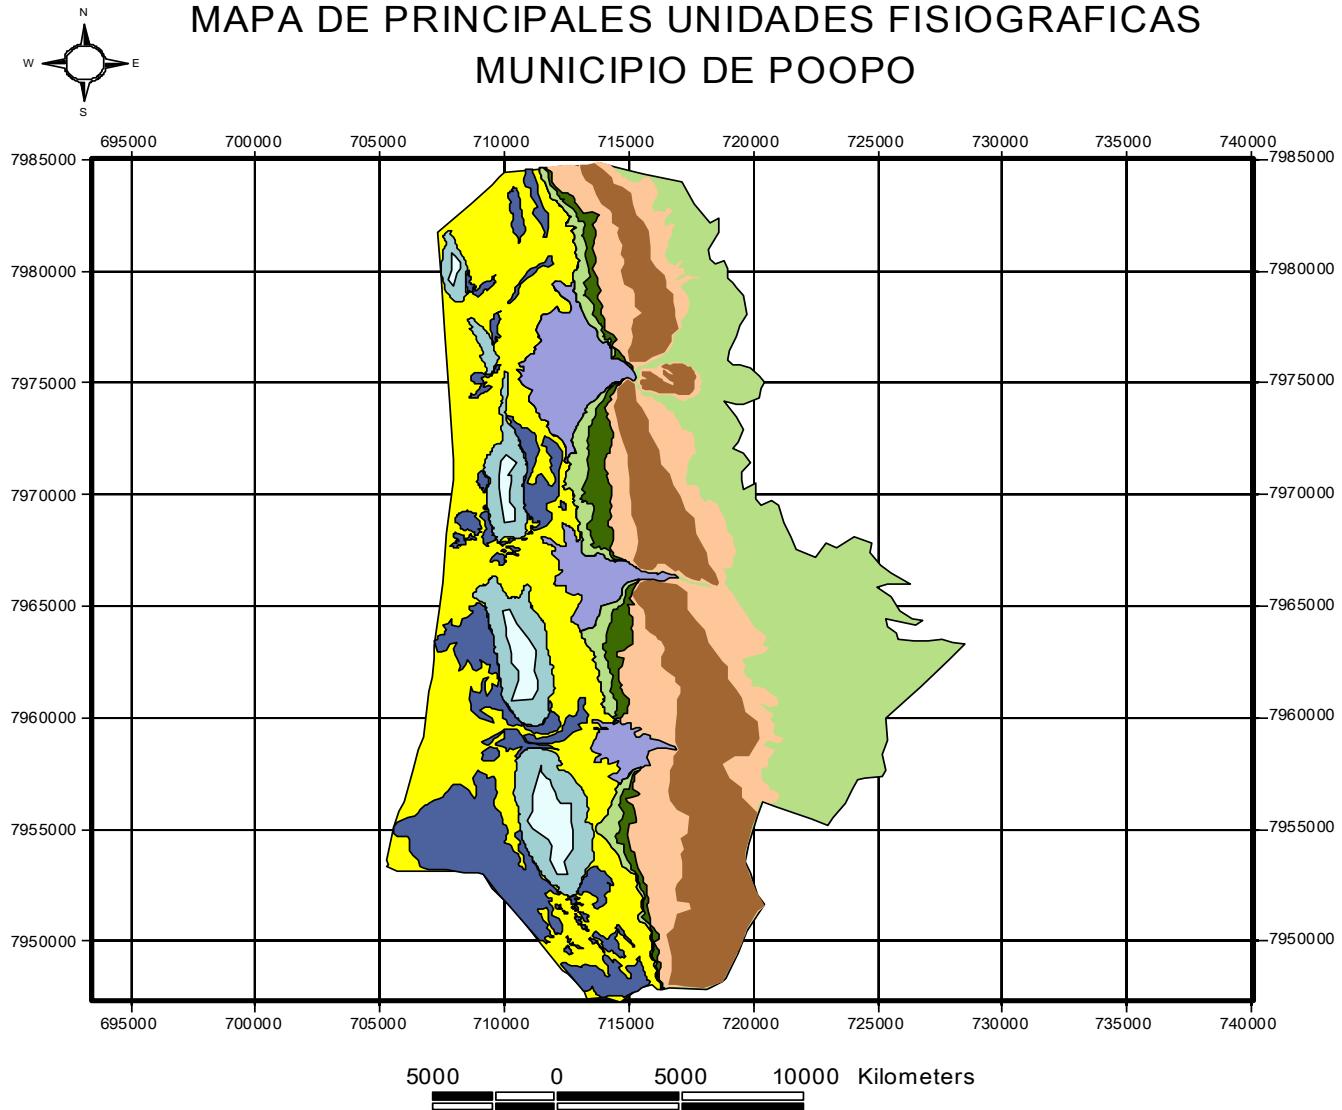 MAPA DE PRINCIPALES UNIDADES FISIOGRAFICAS
MUNICIPIO DE POOPO
N
W E
S
695000 700000 705000 710000 715000 720000 725000 730000 735000 740000
7985000 7985000
7980000 7980000
7975000 7975000
7970000 7970000
7965000 7965000
7960000 7960000
7955000 7955000
7950000 7950000
695000 700000 705000 710000 715000 720000 725000 730000 735000 740000
5000 0 5000 10000 Kilometers